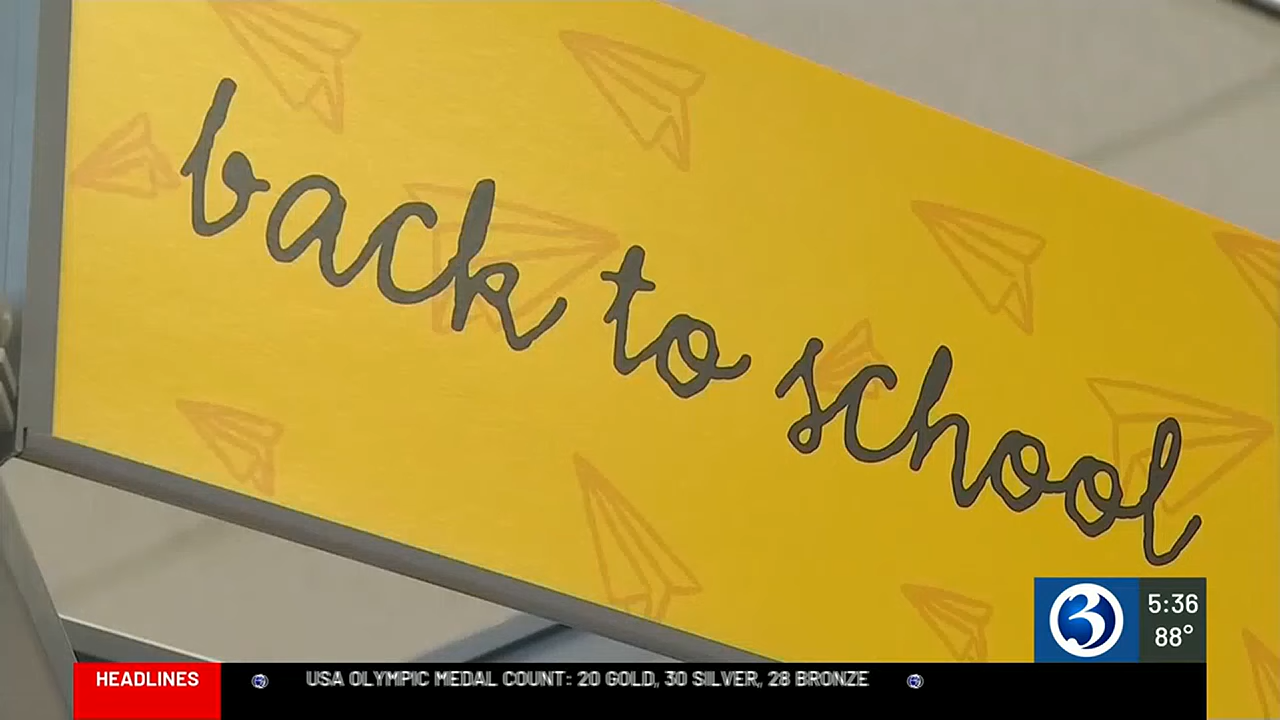 back to school
3
5:36
88°
HEADLINES
USA OLYMPIC MEDAL COUNT: 20 GOLD, 30 SILVER, 28 BRONZE